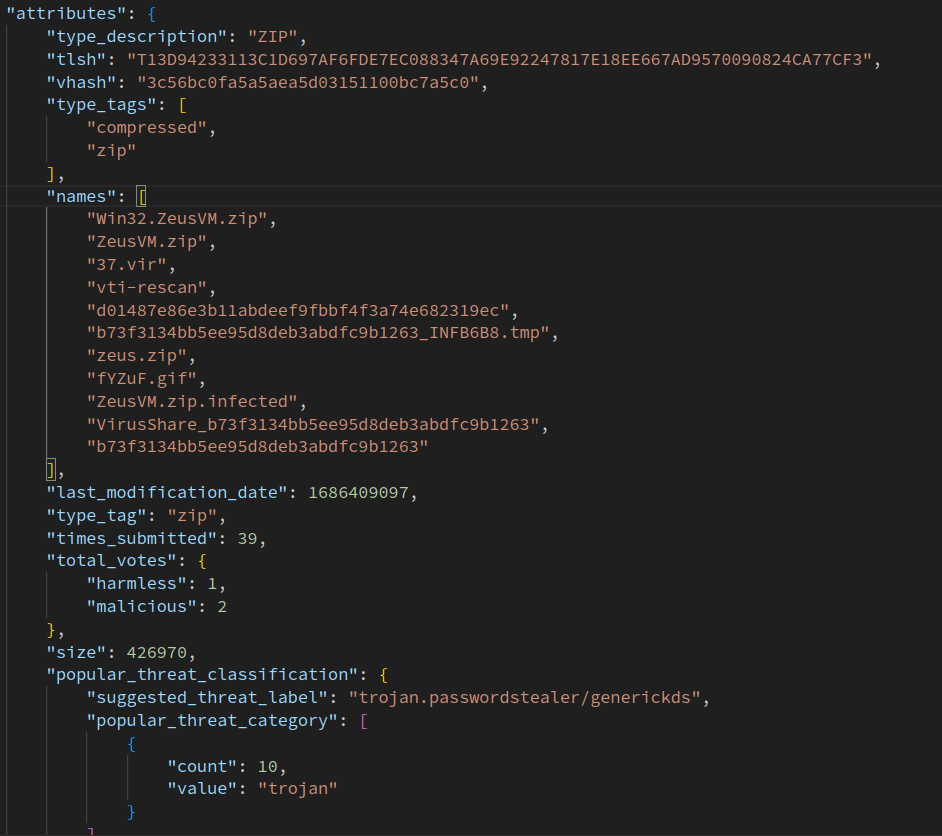 "attributes": {
"type_description": "ZIP",
"tlsh": "T13D94233113C1D697AF6FDE7EC088347A69E92247817E18EE667AD9570090824CA77CF3",
"vhash": "3c56bc0fa5a5aea5d03151100bc7a5c0",
"type_tags": [
"compressed",
"zip"
],
"names": [
"Win32.ZeusVM.zip",
"ZeusVM.zip",
"37.vir",
"vti-rescan",
"d01487e86e3b11abdeef9fbbf4f3a74e682319ec",
"b73f3134bb5ee95d8deb3abdfc9b1263_INFB6B8.tmp",
"zeus.zip",
"fYZuF.gif",
"ZeusVM.zip.infected",
"VirusShare_b73f3134bb5ee95d8deb3abdfc9b1263",
"b73f3134bb5ee95d8deb3abdfc9b1263"
],
"last_modification_date": 1686409097,
"type_tag": "zip",
"times_submitted": 39,
"total_votes": {
"harmless": 1,
"malicious": 2
},
"size": 426970,
"popular_threat_classification": {
"suggested_threat_label": "trojan.passwordstealer/generickds",
"popular_threat_category": [
{
"count": 10,
"value": "trojan"
}
]